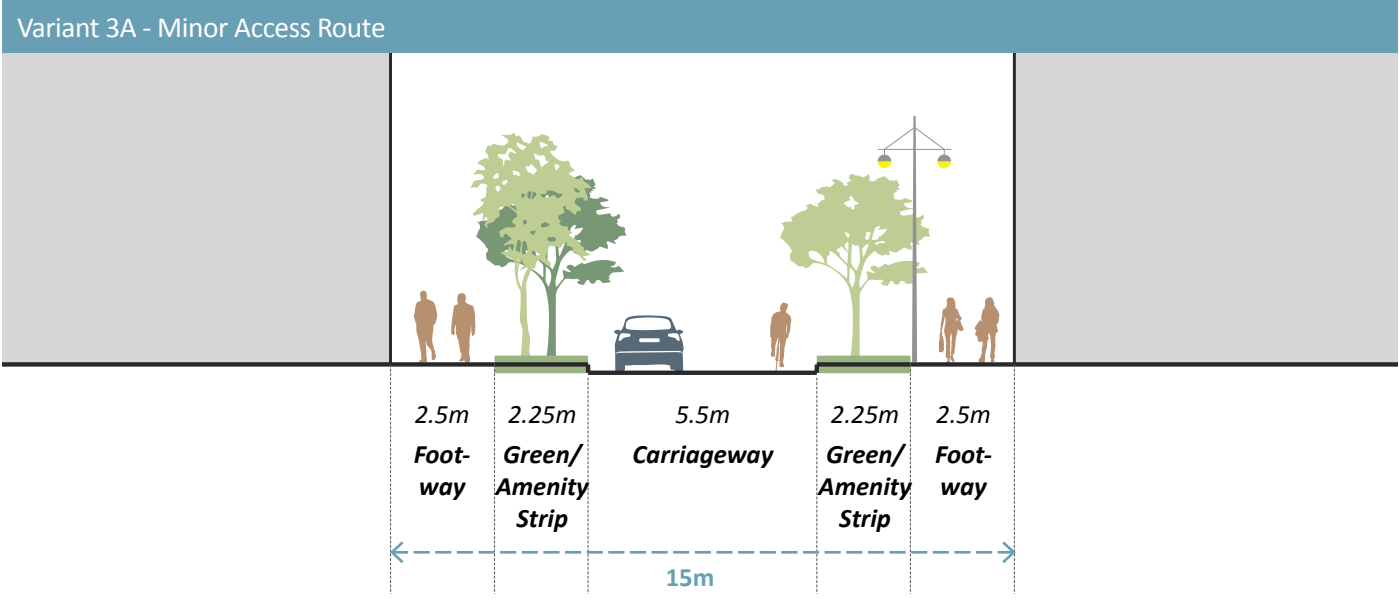 Variant 3A - Minor Access Route
2.5m
Foot-
way
2.25m
Green/
Amenity
Strip
5.5m
Carriageway
2.25m
Green/
Amenity
Strip
2.5m
Foot-
way
15m